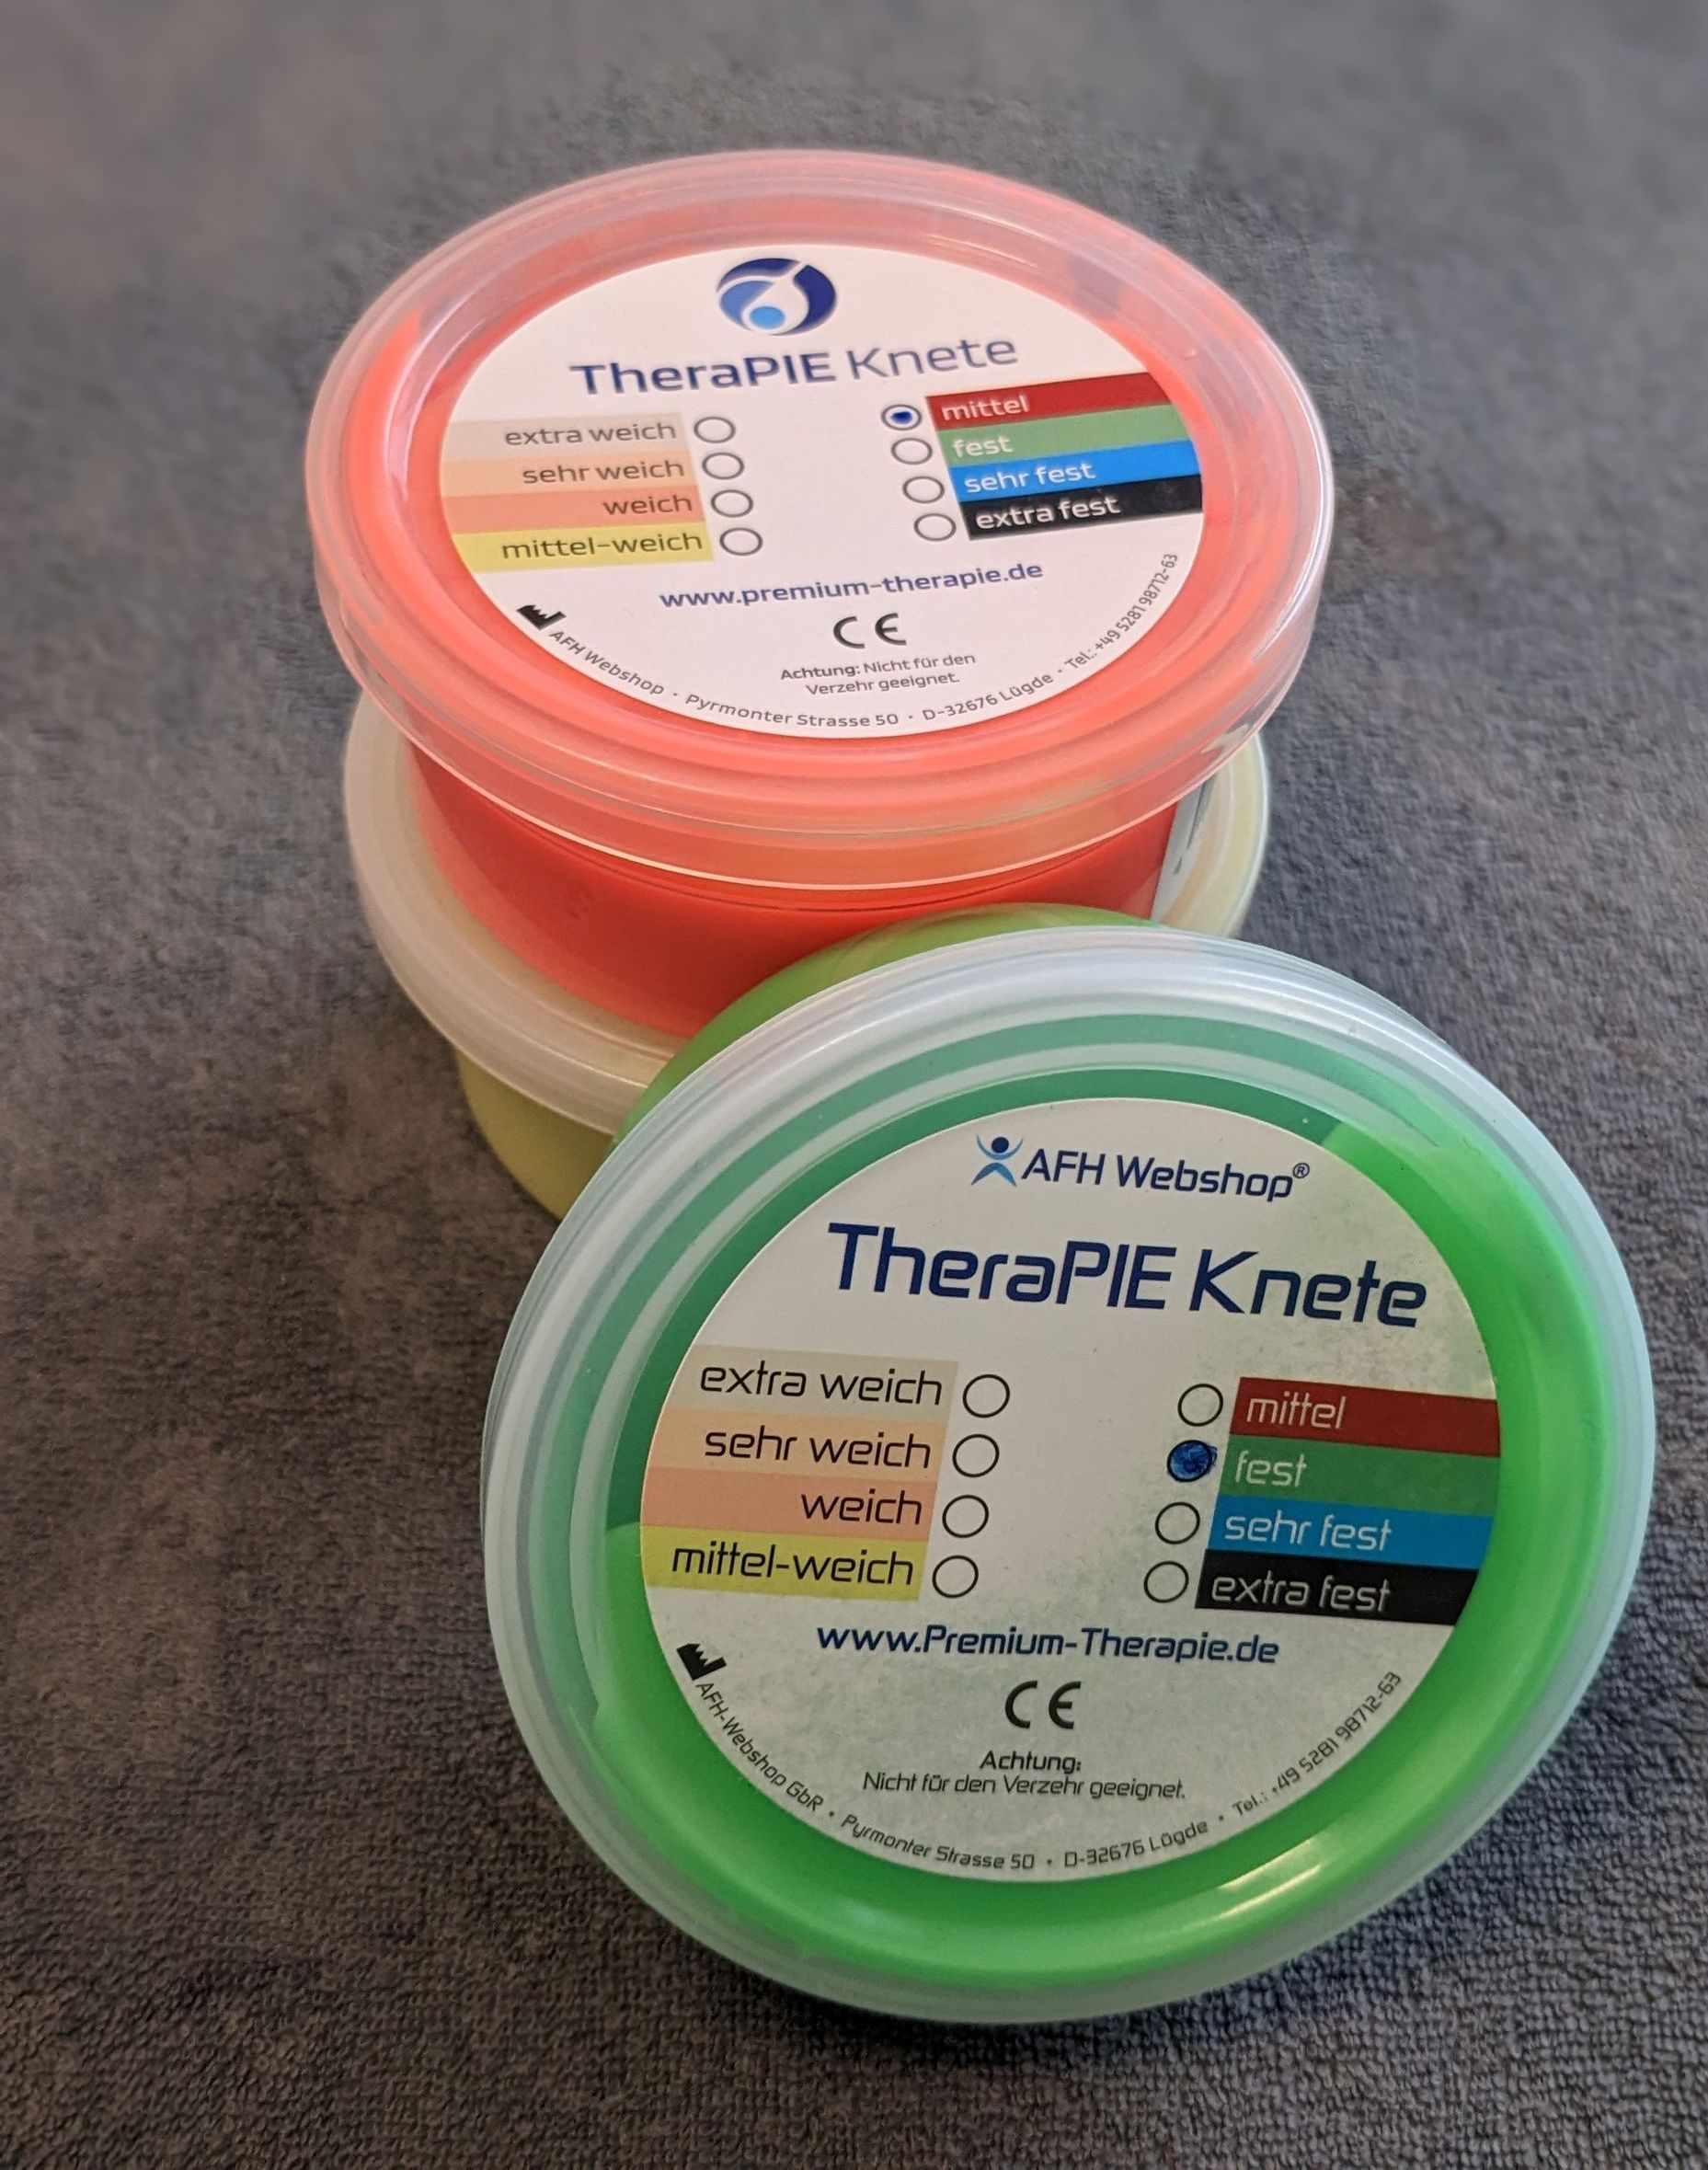 TheraPIE Knete
extra weich
sehr weich
weich
mittel-weich
mittel
fest
sehr fest
extra fest
www.premium-therapie.de
CE
Achtung: Nicht für den
Verzehr geeignet.
AFH Webshop · Pyrmonter Strasse 50 · D-32676 Lügde · Tel.: +49 5281 98712-63
AFH Webshop®
TheraPIE Knete
extra weich
sehr weich
weich
mittel-weich
mittel
fest
sehr fest
extra fest
www.Premium-Therapie.de
CE
Achtung:
Nicht für den Verzehr geeignet.
AFH-Webshop GbR · Pyrmonter Strasse 50 · D-32676 Lügde · Tel.: +49 5281 98712-63